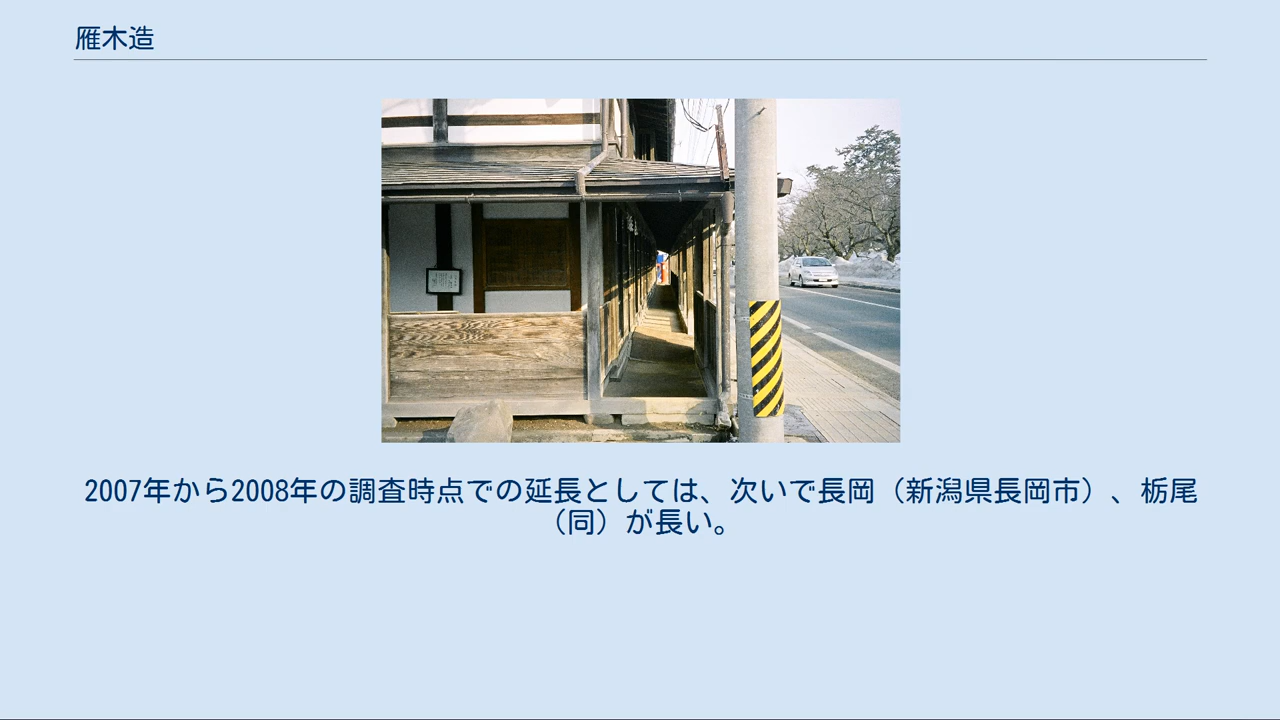 雁木造
2007年から2008年の調査時点での延長としては、次いで長岡（新潟県長岡市）、栃尾
（同）が長い。